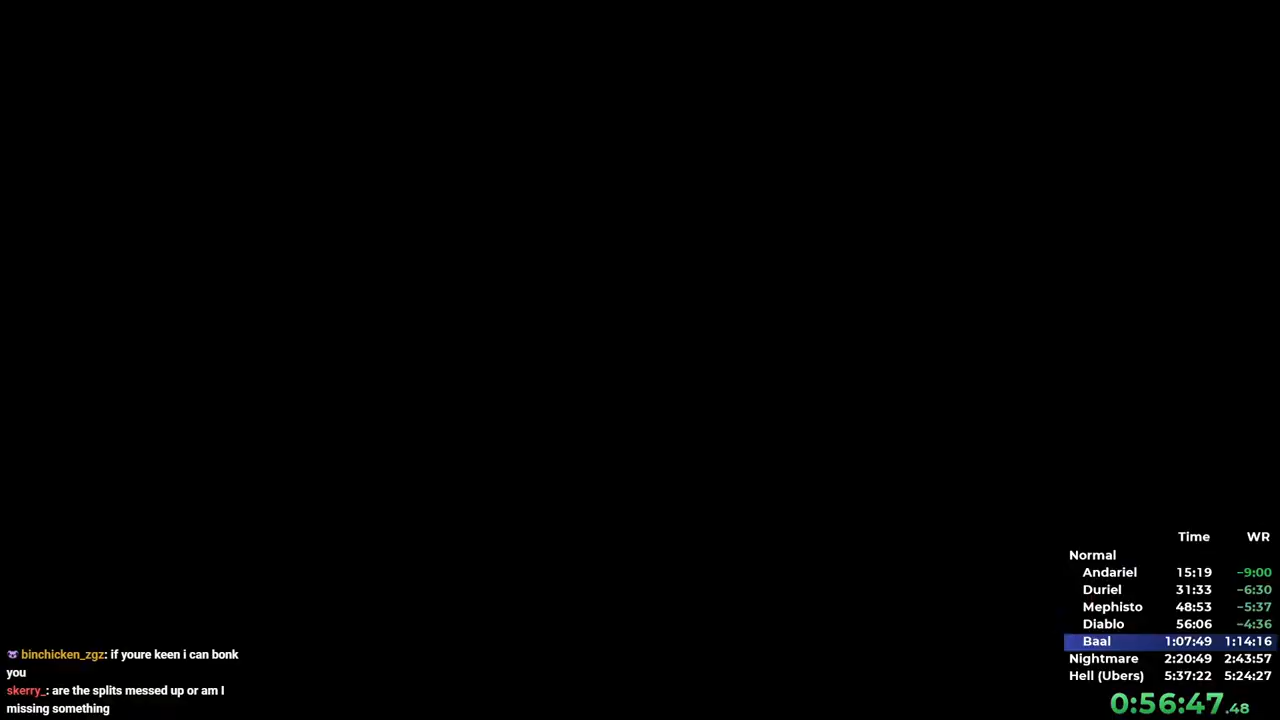 Time WR
Normal
Andariel 15:19 −9:00
Duriel 31:33 −6:30
Mephisto 48:53 −5:37
Diablo 56:06 −4:36
Baal 1:07:49 1:14:16
Nightmare 2:20:49 2:43:57
Hell (Ubers) 5:37:22 5:24:27
0:56:47.48
binchicken_zgz: if youre keen i can bonk
you
skerry_: are the splits messed up or am I
missing something